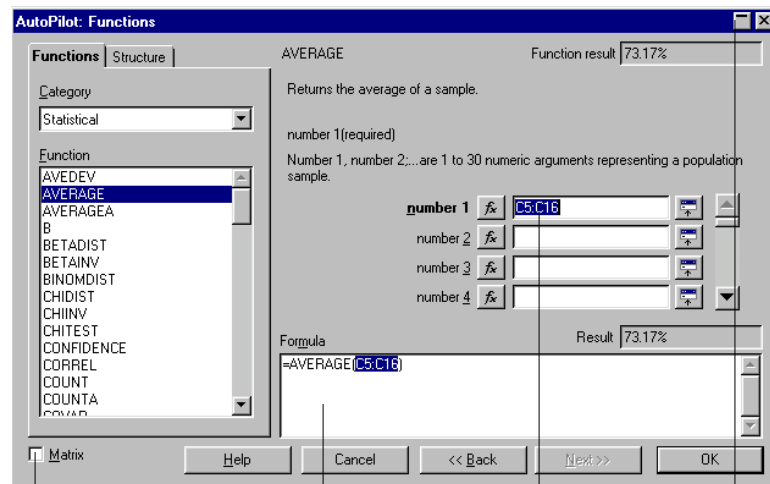 AutoPilot: Functions
Functions Structure
Category
Statistical
Function
AVEDEV
AVERAGE
AVERAGEA
B
BETADIST
BETAINV
BINOMDIST
CHIDIST
CHIINV
CHITEST
CONFIDENCE
CORREL
COUNT
COUNTA
COVAR
AVERAGE Function result 73.17%
Returns the average of a sample.
number 1(required)
Number 1, number 2;...are 1 to 30 numeric arguments representing a population
sample.
number 1 fx C5:C16
number 2 fx
number 3 fx
number 4 fx
Formula Result 73.17%
=AVERAGE(C5:C16)
Matrix Help Cancel << Back Next >> OK